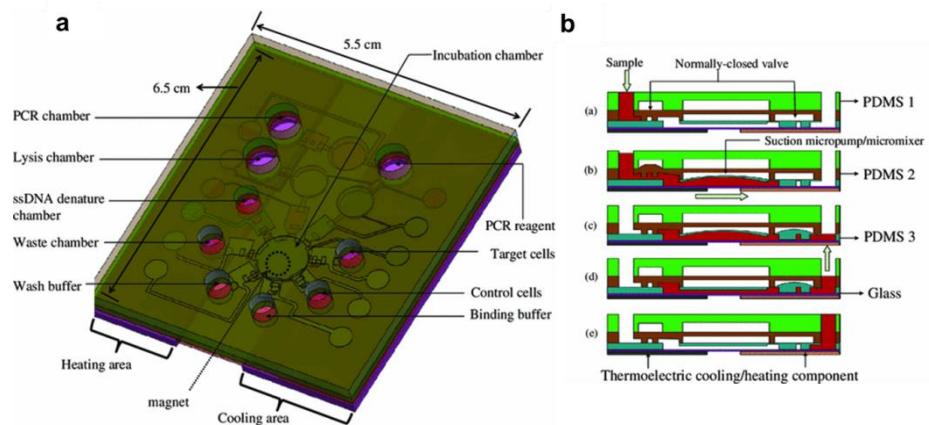 a
5.5 cm
Incubation chamber
6.5 cm
PCR chamber
Lysis chamber
ssDNA denature
chamber
Waste chamber
Wash buffer
PCR reagent
Target cells
Control cells
Binding buffer
Heating area
magnet
Cooling area
b
Sample
Normally-closed valve
(a)
PDMS 1
Suction micropump/micromixer
(b)
PDMS 2
(c)
PDMS 3
(d)
Glass
(e)
Thermoelectric cooling/heating component